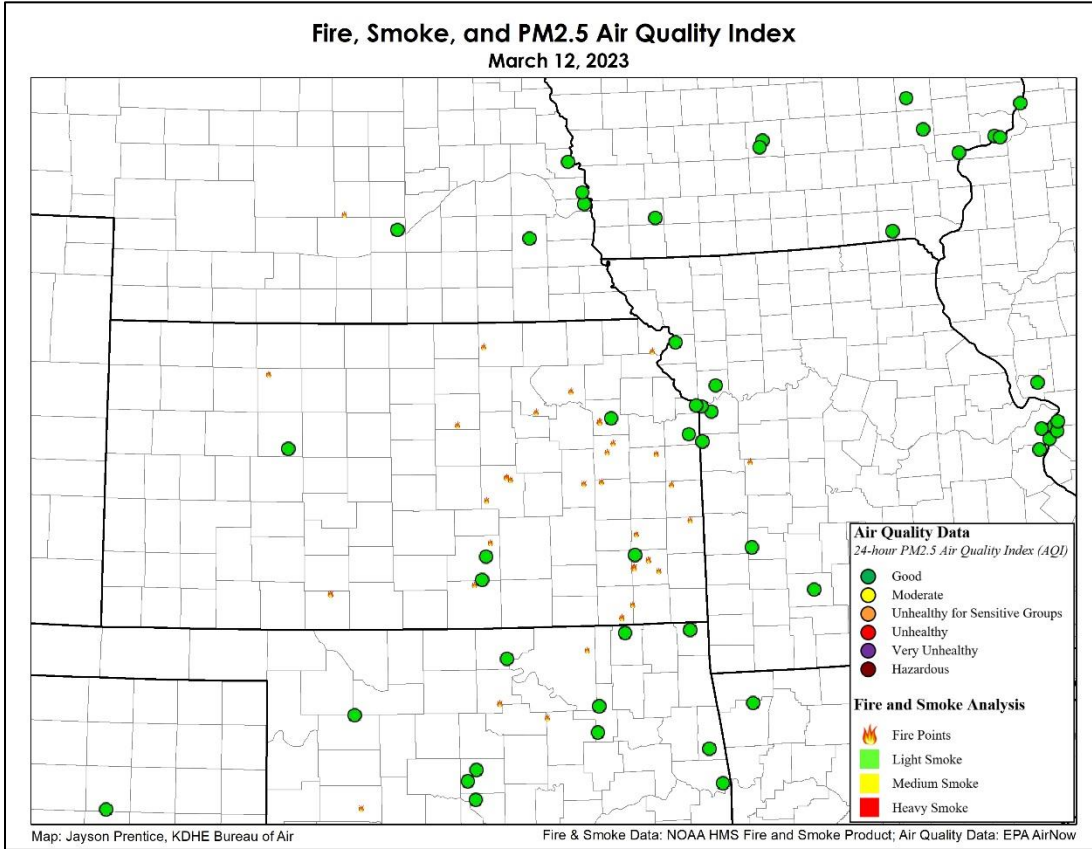 Fire, Smoke, and PM2.5 Air Quality Index
March 12, 2023
Air Quality Data
24-hour PM2.5 Air Quality Index (AQI)
Good
Moderate
Unhealthy for Sensitive Groups
Unhealthy
Very Unhealthy
Hazardous
Fire and Smoke Analysis
Fire Points
Light Smoke
Medium Smoke
Heavy Smoke
Map: Jayson Prentice, KDHE Bureau of Air
Fire & Smoke Data: NOAA HMS Fire and Smoke Product; Air Quality Data: EPA AirNow